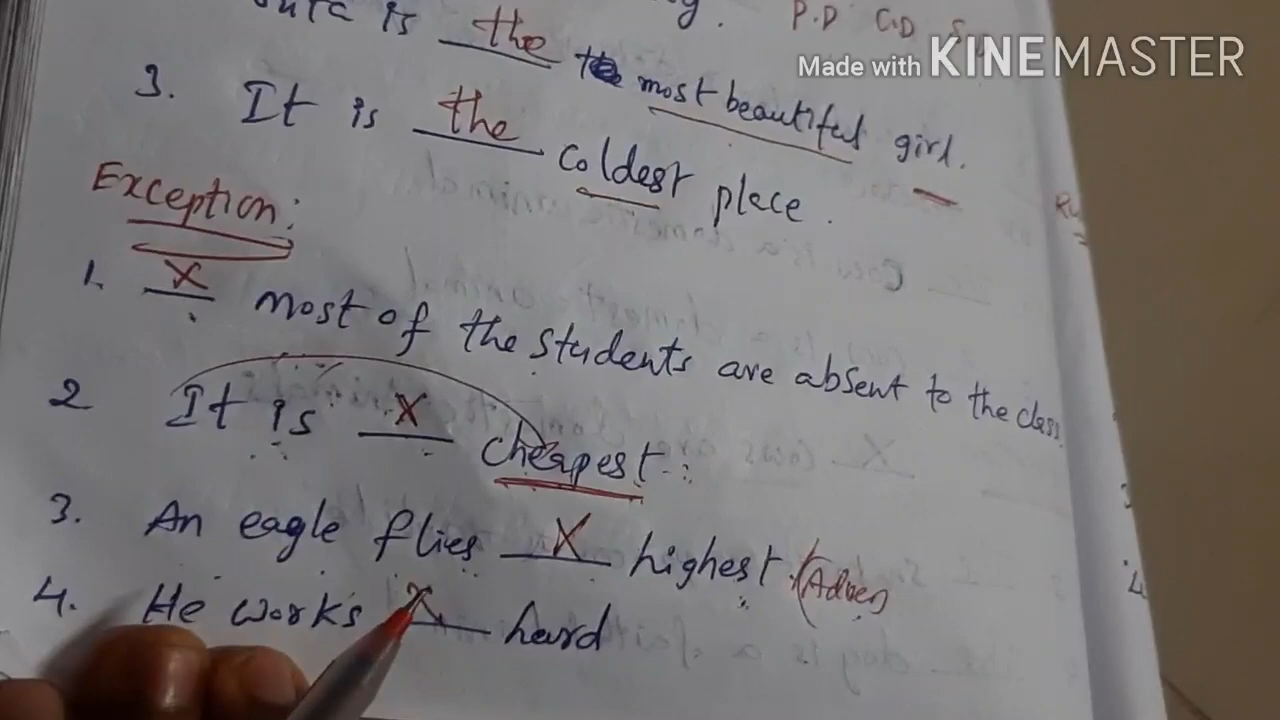 is the most beautiful girl.
P.D C.D
Made with KINEMASTER
3. It is the coldest place.
Exception:
1. X most of the students are absent to the class
2 It is X cheapest.
3. An eagle flies X highest. (Adver)
4. He works X hard